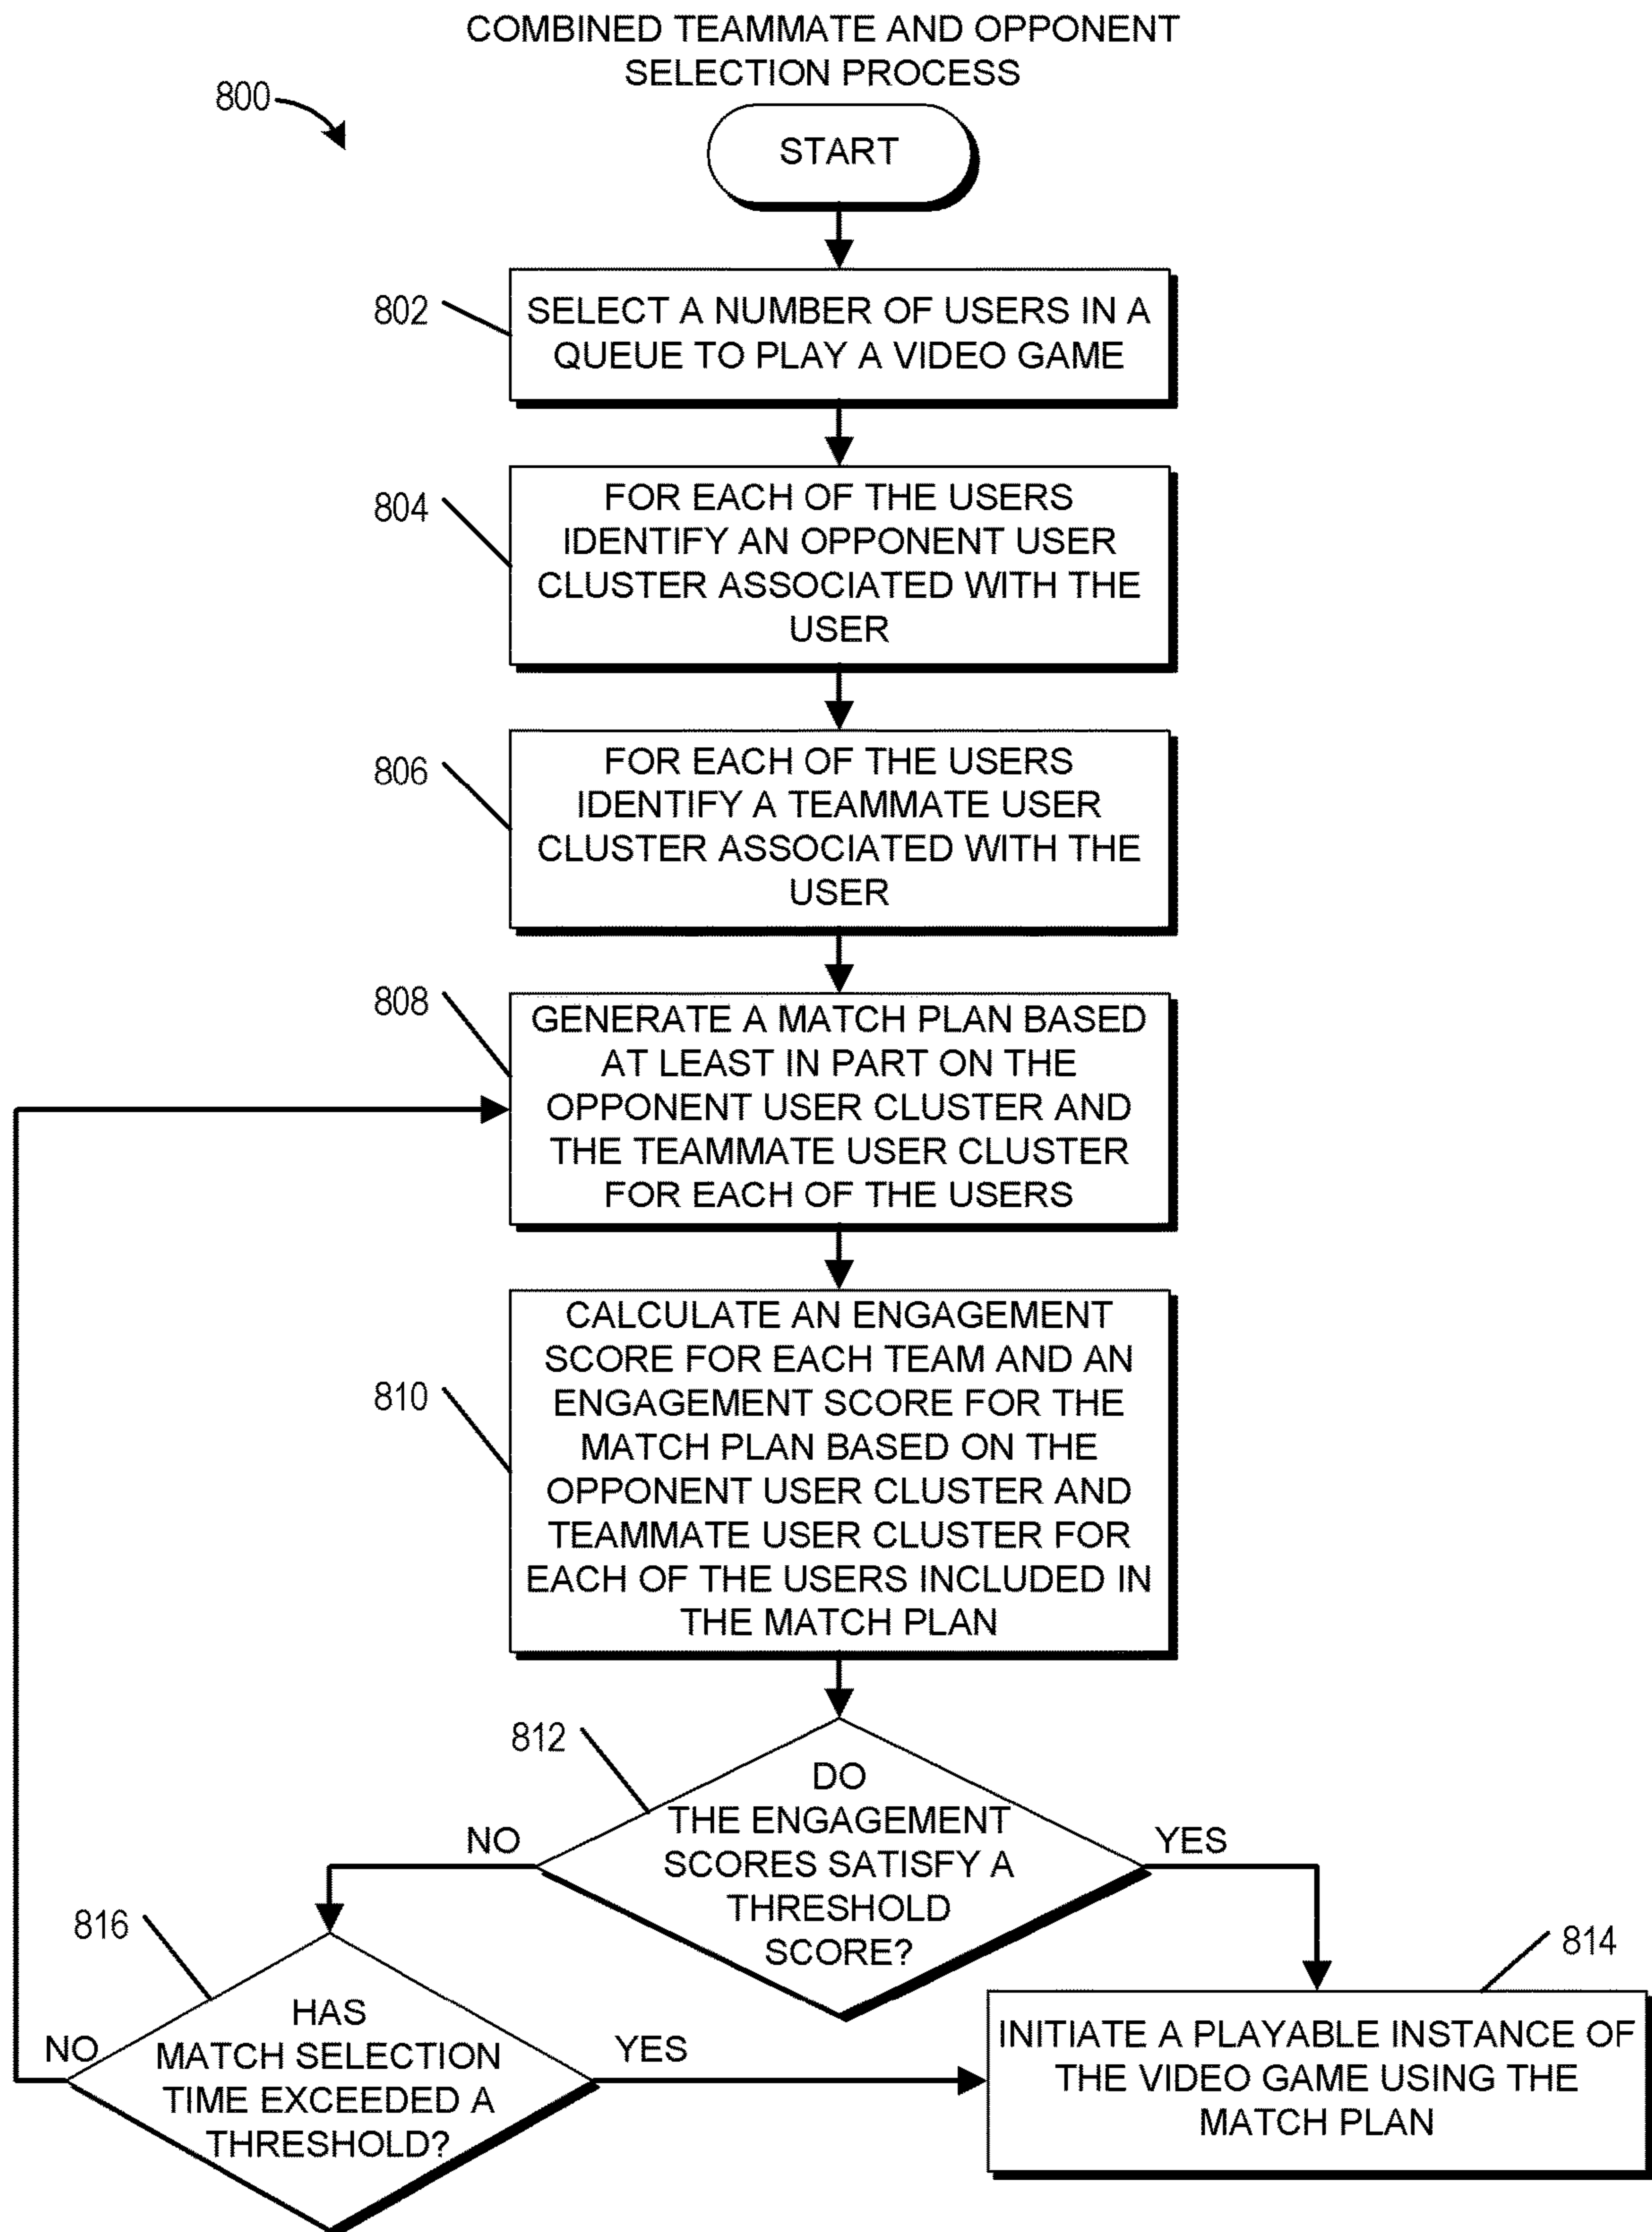 COMBINED TEAMMATE AND OPPONENT
SELECTION PROCESS
800
START
802
SELECT A NUMBER OF USERS IN A
QUEUE TO PLAY A VIDEO GAME
804
FOR EACH OF THE USERS
IDENTIFY AN OPPONENT USER
CLUSTER ASSOCIATED WITH THE
USER
806
FOR EACH OF THE USERS
IDENTIFY A TEAMMATE USER
CLUSTER ASSOCIATED WITH THE
USER
808
GENERATE A MATCH PLAN BASED
AT LEAST IN PART ON THE
OPPONENT USER CLUSTER AND
THE TEAMMATE USER CLUSTER
FOR EACH OF THE USERS
810
CALCULATE AN ENGAGEMENT
SCORE FOR EACH TEAM AND AN
ENGAGEMENT SCORE FOR THE
MATCH PLAN BASED ON THE
OPPONENT USER CLUSTER AND
TEAMMATE USER CLUSTER FOR
EACH OF THE USERS INCLUDED IN
THE MATCH PLAN
812
DO
THE ENGAGEMENT
SCORES SATISFY A
THRESHOLD
SCORE?
NO
YES
816
HAS
MATCH SELECTION
TIME EXCEEDED A
THRESHOLD?
NO
YES
814
INITIATE A PLAYABLE INSTANCE OF
THE VIDEO GAME USING THE
MATCH PLAN